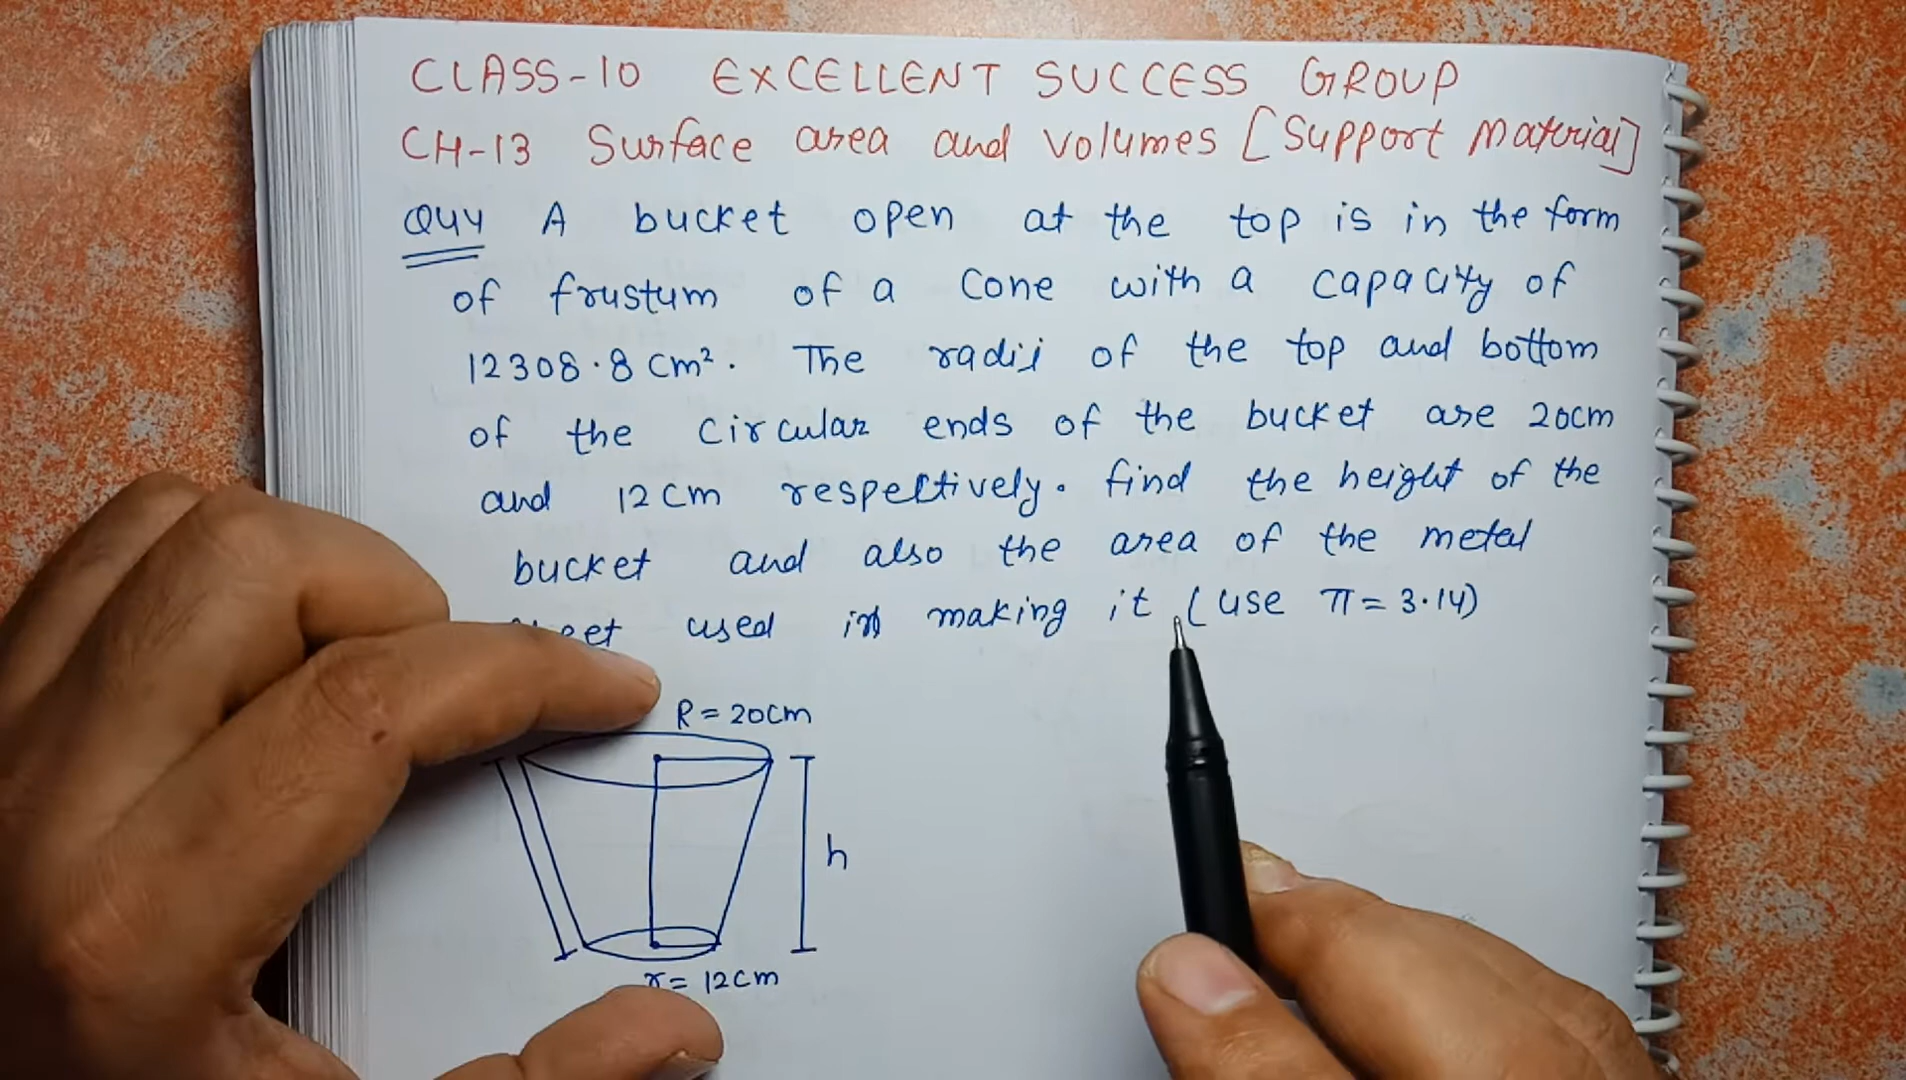 CLASS-10 EXCELLENT SUCCESS GROUP
CH-13 Surface area and volumes [Support Material]
Q44 A bucket open at the top is in the form
of frustum of a cone with a capacity of
12308.8 cm². The radii of the top and bottom
of the circular ends of the bucket are 20cm
and 12cm respectively. find the height of the
bucket and also the area of the metal
used in making it (use π = 3.14)
R = 20cm
h
r = 12cm